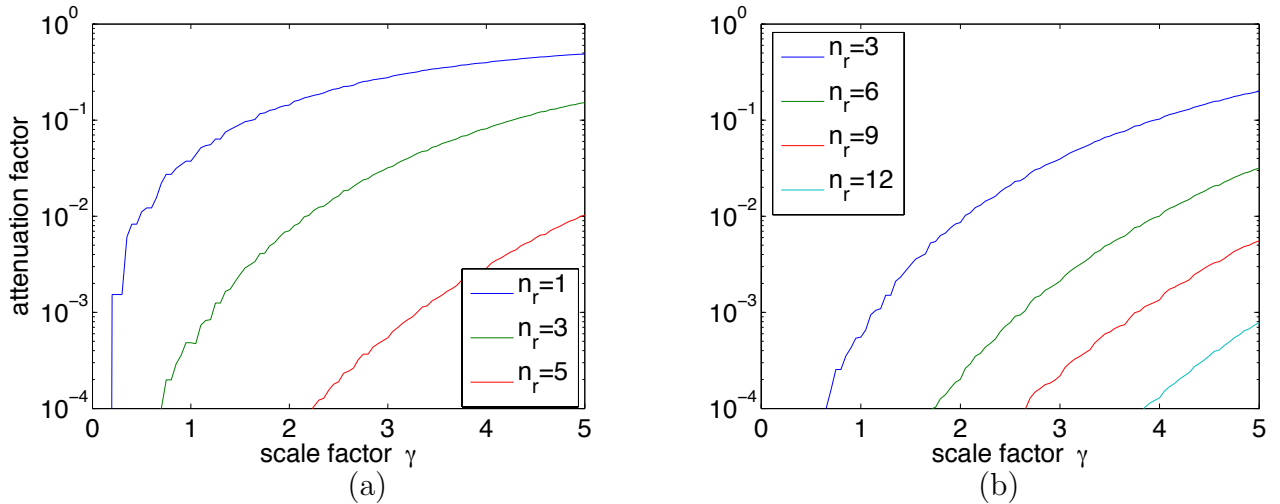 10^0
10^-1
10^-2
10^-3
10^-4
attenuation factor
0 1 2 3 4 5
scale factor γ
n_r=1
n_r=3
n_r=5
(a)
10^0
10^-1
10^-2
10^-3
10^-4
0 1 2 3 4 5
scale factor γ
n_r=3
n_r=6
n_r=9
n_r=12
(b)